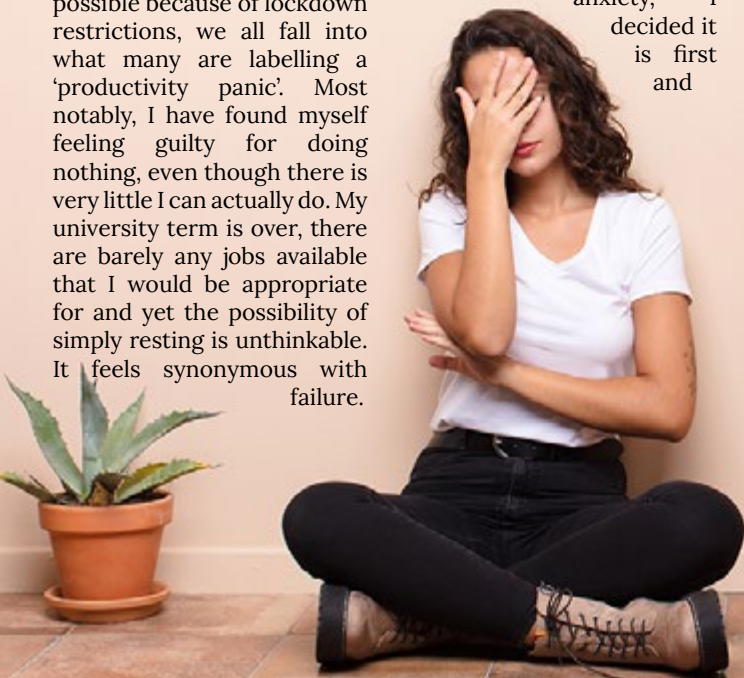 possible because of lockdown
restrictions, we all fall into
what many are labelling a
‘productivity panic’. Most
notably, I have found myself
feeling guilty for doing
nothing, even though there is
very little I can actually do. My
university term is over, there
are barely any jobs available
that I would be appropriate
for and yet the possibility of
simply resting is unthinkable.
It feels synonymous with
failure.
anxiety, I
decided it
is first
and